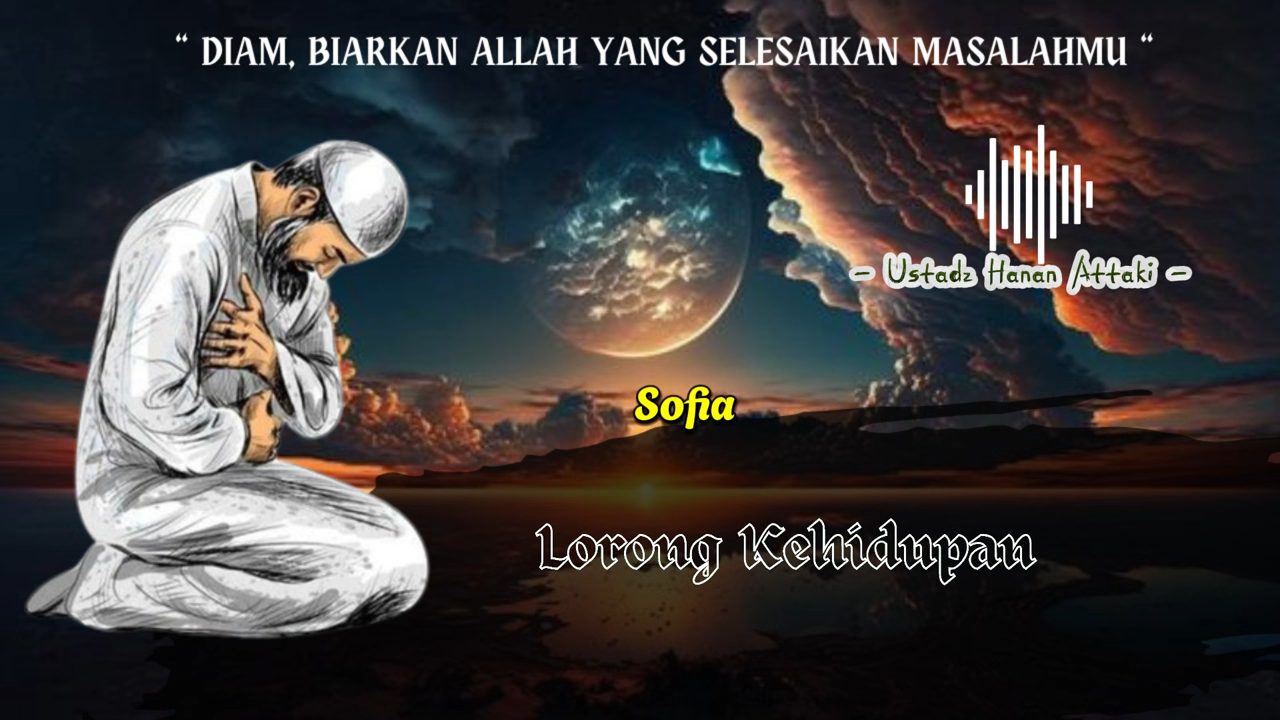 “ DIAM, BIARKAN ALLAH YANG SELESAIKAN MASALAHMU “
- Ustadz Hanan Attaki -
Sofia
Lorong Kehidupan